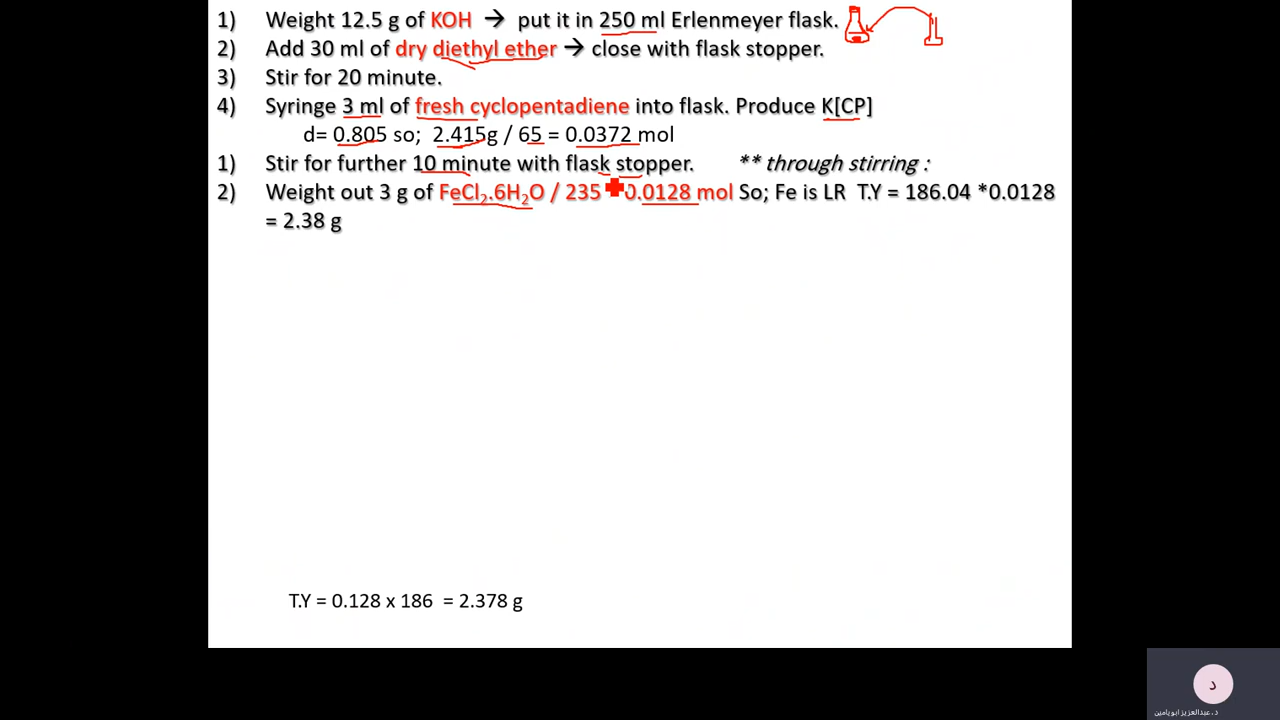 1) Weight 12.5 g of KOH → put it in 250 ml Erlenmeyer flask.
2) Add 30 ml of dry diethyl ether → close with flask stopper.
3) Stir for 20 minute.
4) Syringe 3 ml of fresh cyclopentadiene into flask. Produce K[CP]
d= 0.805 so; 2.415g / 65 = 0.0372 mol
1) Stir for further 10 minute with flask stopper. ** through stirring :
2) Weight out 3 g of FeCl2.6H2O / 235 0.0128 mol So; Fe is LR T.Y = 186.04 *0.0128
= 2.38 g
T.Y = 0.128 x 186 = 2.378 g
د
د. عبدالعزيز ابويامين